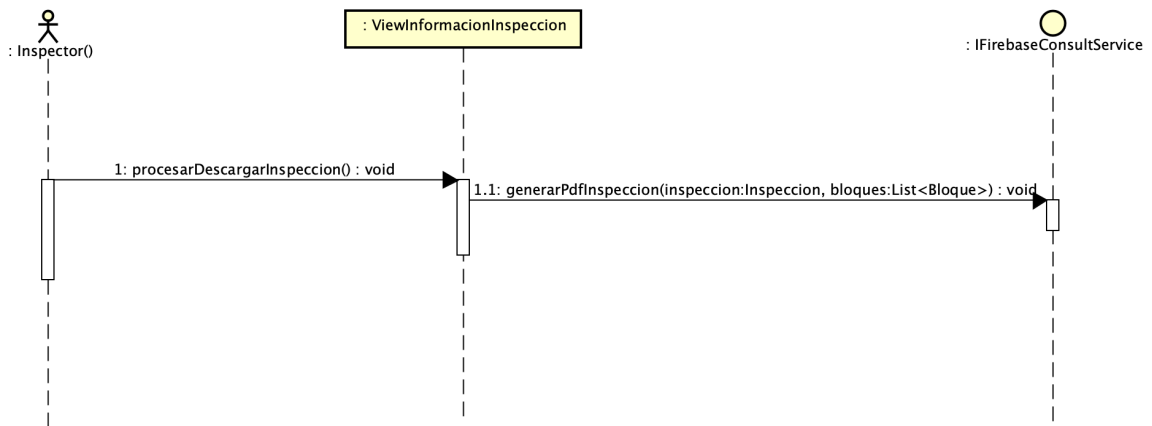 : Inspector()
: ViewInformacionInspeccion
: IFirebaseConsultService
1: procesarDescargarInspeccion() : void
1.1: generarPdfInspeccion(inspeccion:Inspeccion, bloques:List<Bloque>) : void